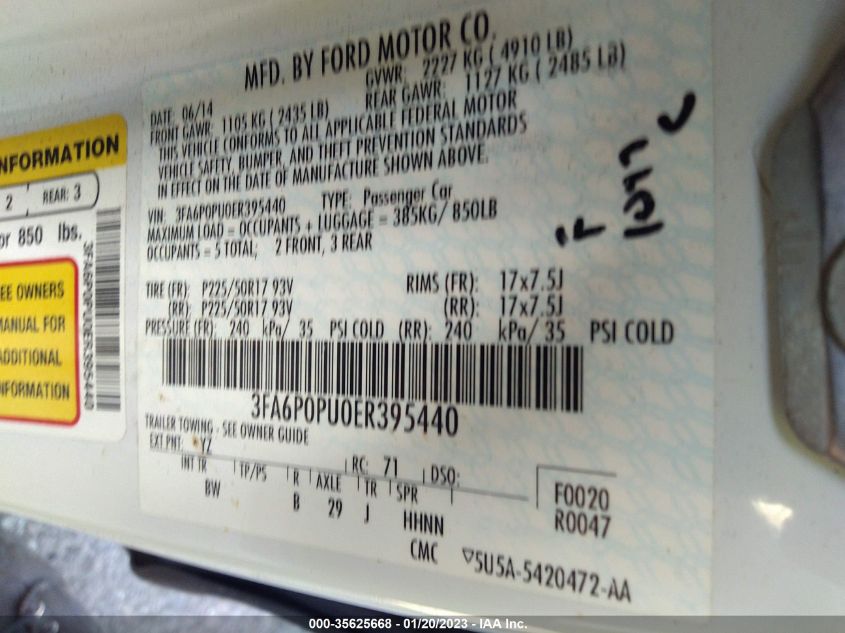 MFD. BY FORD MOTOR CO.
DATE: 06/14 GVWR: 2227 KG ( 4910 LB)
FRONT GAWR: 1105 KG ( 2435 LB) REAR GAWR: 1127 KG ( 2485 LB)
THIS VEHICLE CONFORMS TO ALL APPLICABLE FEDERAL MOTOR
VEHICLE SAFETY, BUMPER, AND THEFT PREVENTION STANDARDS
IN EFFECT ON THE DATE OF MANUFACTURE SHOWN ABOVE.
VIN: 3FA6P0PU0ER395440 TYPE: Passenger Car
MAXIMUM LOAD = OCCUPANTS + LUGGAGE = 385KG/ 850LB
OCCUPANTS = 5 TOTAL; 2 FRONT, 3 REAR
TIRE (FR): P225/50R17 93V RIMS (FR): 17x7.5J
(RR): P225/50R17 93V (RR): 17x7.5J
PRESSURE (FR): 240 kPa/ 35 PSI COLD (RR): 240 kPa/ 35 PSI COLD
3FA6P0PU0ER395440
TRAILER TOWING - SEE OWNER GUIDE
EXT PNT: YZ RC: 71 DSO:
INT TR TP/PS R AXLE TR SPR
BW B 29 J HHNN
F0020
R0047
CMC ▽5U5A-5420472-AA
NFORMATION
2 REAR: 3
or 850 lbs.
EE OWNERS
MANUAL FOR
ADDITIONAL
NFORMATION
3FA6P0PU0ER395440
000-35625668 - 01/20/2023 - IAA Inc.